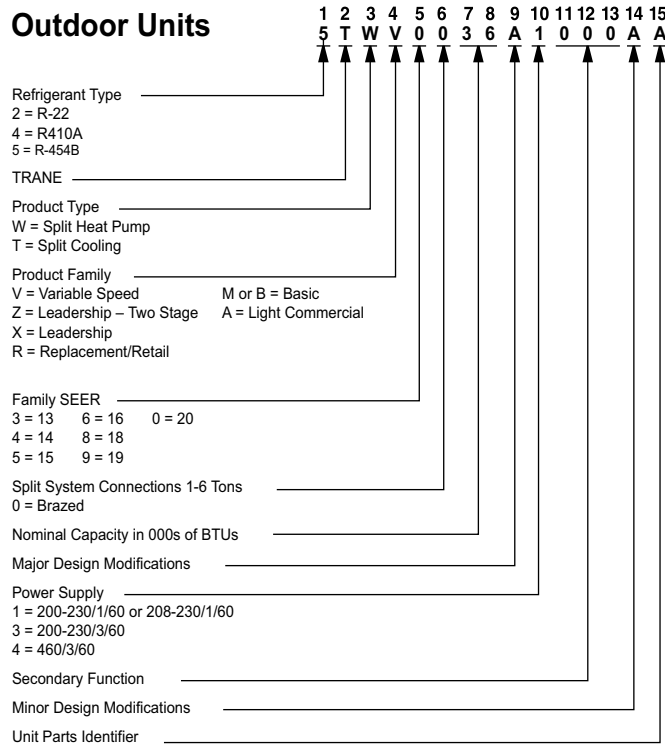 Outdoor Units
1 2 3 4 5 6 7 8 9 10 11 12 13 14 15
5 T W V 0 0 3 6 A 1 0 0 0 A A
Refrigerant Type
2 = R-22
4 = R410A
5 = R-454B
TRANE
Product Type
W = Split Heat Pump
T = Split Cooling
Product Family
V = Variable Speed M or B = Basic
Z = Leadership – Two Stage A = Light Commercial
X = Leadership
R = Replacement/Retail
Family SEER
3 = 13 6 = 16 0 = 20
4 = 14 8 = 18
5 = 15 9 = 19
Split System Connections 1-6 Tons
0 = Brazed
Nominal Capacity in 000s of BTUs
Major Design Modifications
Power Supply
1 = 200-230/1/60 or 208-230/1/60
3 = 200-230/3/60
4 = 460/3/60
Secondary Function
Minor Design Modifications
Unit Parts Identifier